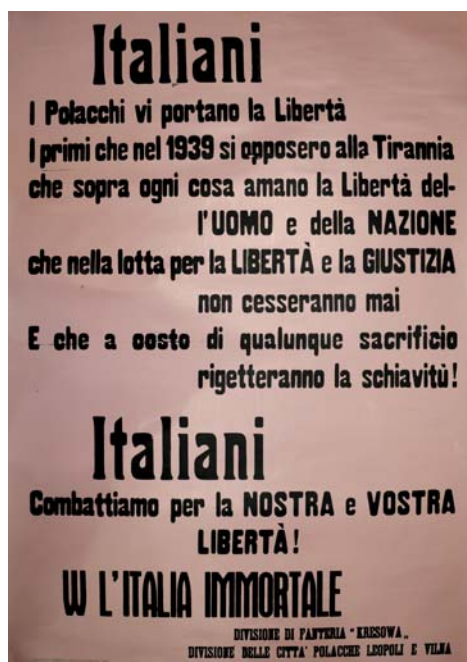 Italiani
I Polacchi vi portano la Libertà
I primi che nel 1939 si opposero alla Tirannia
che sopra ogni cosa amano la Libertà del-
l'UOMO e della NAZIONE
che nella lotta per la LIBERTÀ e la GIUSTIZIA
non cesseranno mai
E che a costo di qualunque sacrificio
rigetteranno la schiavitù!
Italiani
Combattiamo per la NOSTRA e VOSTRA
LIBERTÀ!
W L'ITALIA IMMORTALE
DIVISIONE DI FANTERIA "KRESOWA„
DIVISIONE DELLE CITTA' POLACCHE LEOPOLI E VILNA